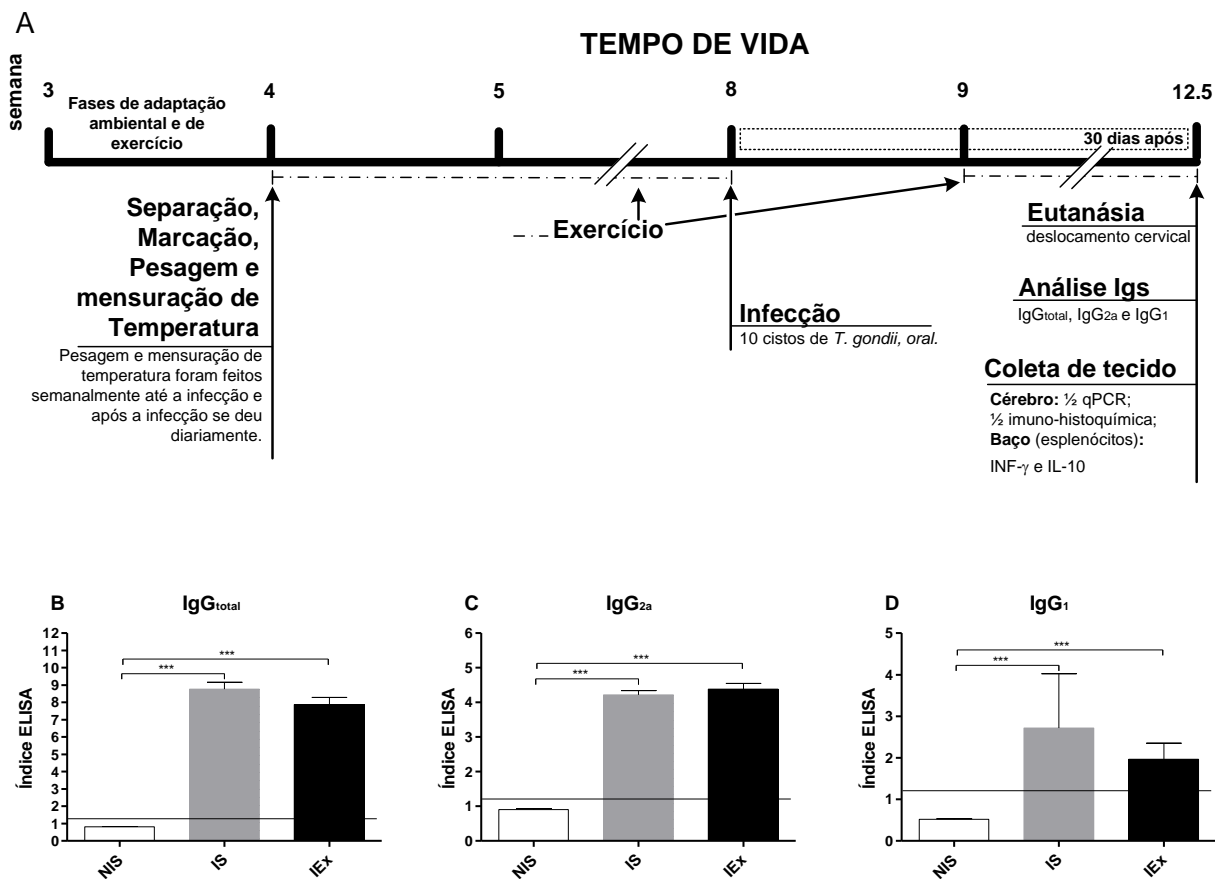 A
TEMPO DE VIDA
semana
3
4
5
8
9
12.5
Fases de adaptação
ambiental e de
exercício
30 dias após
Separação,
Marcação,
Pesagem e
mensuração de
Temperatura
Pesagem e mensuração de
temperatura foram feitos
semanalmente até a infecção e
após a infecção se deu
diariamente.
Exercício
Infecção
10 cistos de T. gondii, oral.
Eutanásia
deslocamento cervical
Análise Igs
IgGtotal, IgG2a e IgG1
Coleta de tecido
Cérebro: ½ qPCR;
½ imuno-histoquímica;
Baço (esplenócitos):
INF-γ e IL-10
B
IgGtotal
Índice ELISA
12
11
10
9
8
7
6
5
4
3
2
1
0
***
***
NIS
IS
IEx
C
IgG2a
Índice ELISA
6
5
4
3
2
1
0
***
***
NIS
IS
IEx
D
IgG1
Índice ELISA
5
4
3
2
1
0
***
***
NIS
IS
IEx